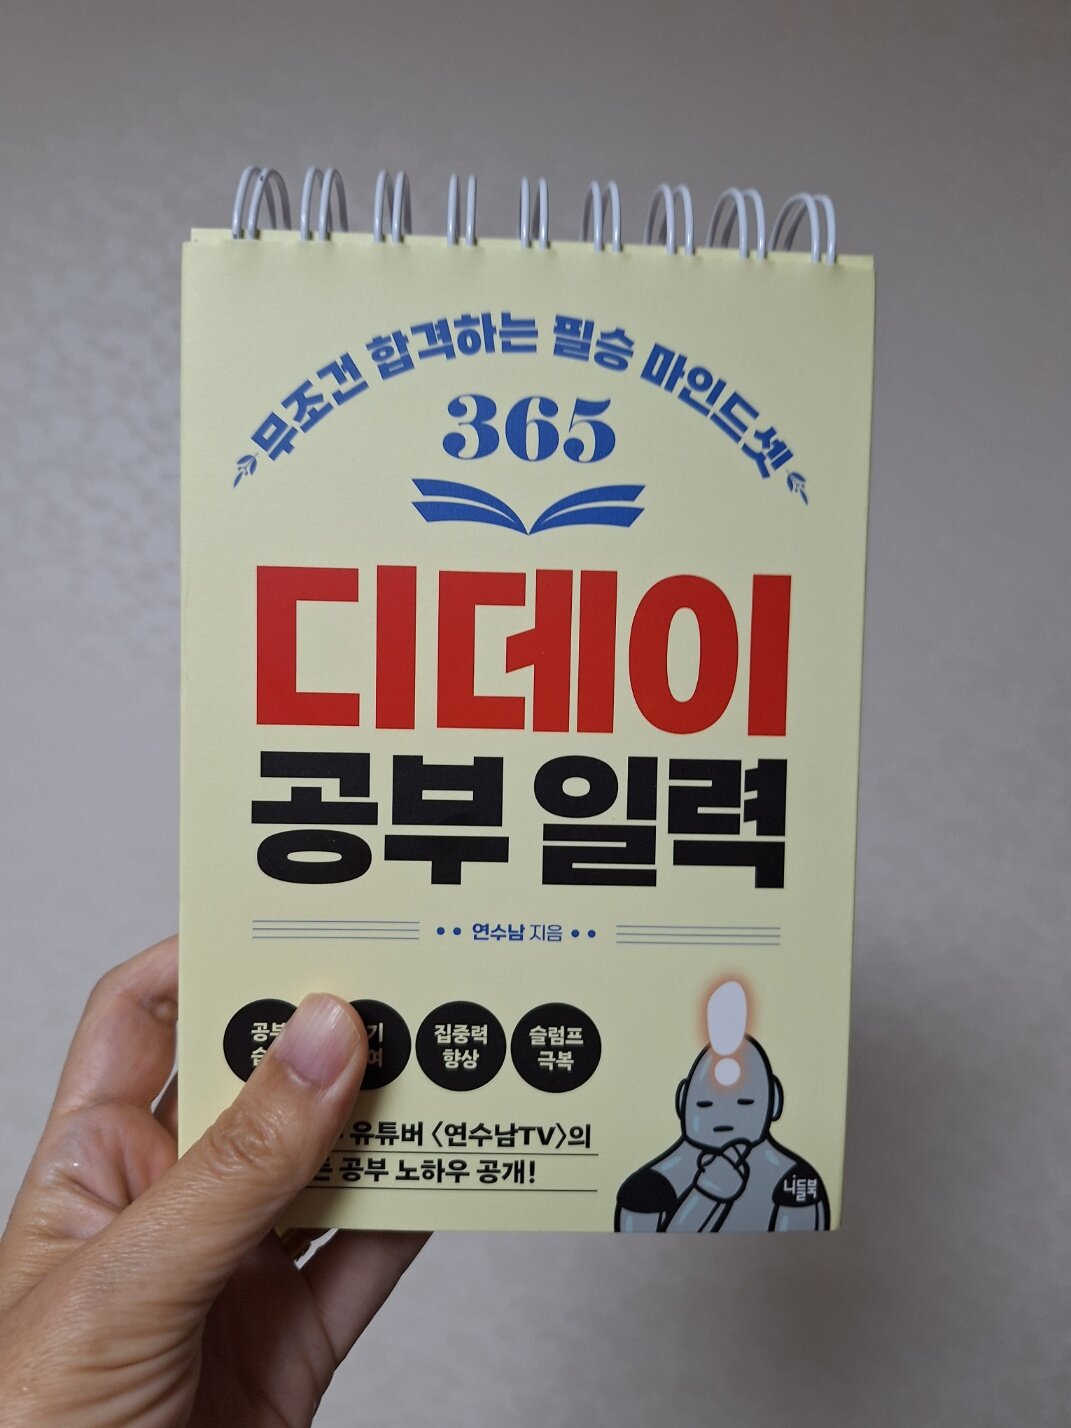 무조건 합격하는 필승 마인드셋
365
디데이
공부 일력
연수남 지음
집중력
향상
슬럼프
극복
유튜버 〈연수남TV〉의
공부 노하우 공개!
니들북